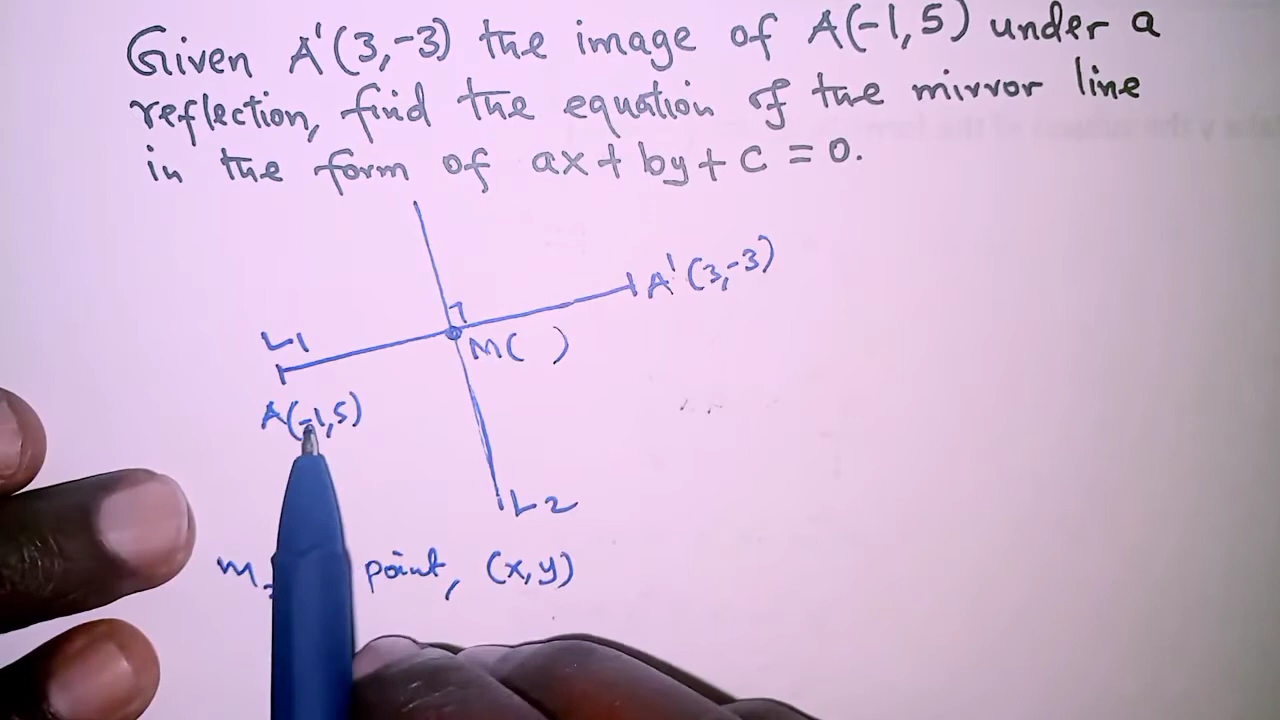 Given A'(3,-3) the image of A(-1,5) under a
reflection, find the equation of the mirror line
in the form of ax + by + c = 0.
A'(3,-3)
L1
M( )
A(-1,5)
L2
point, (x,y)